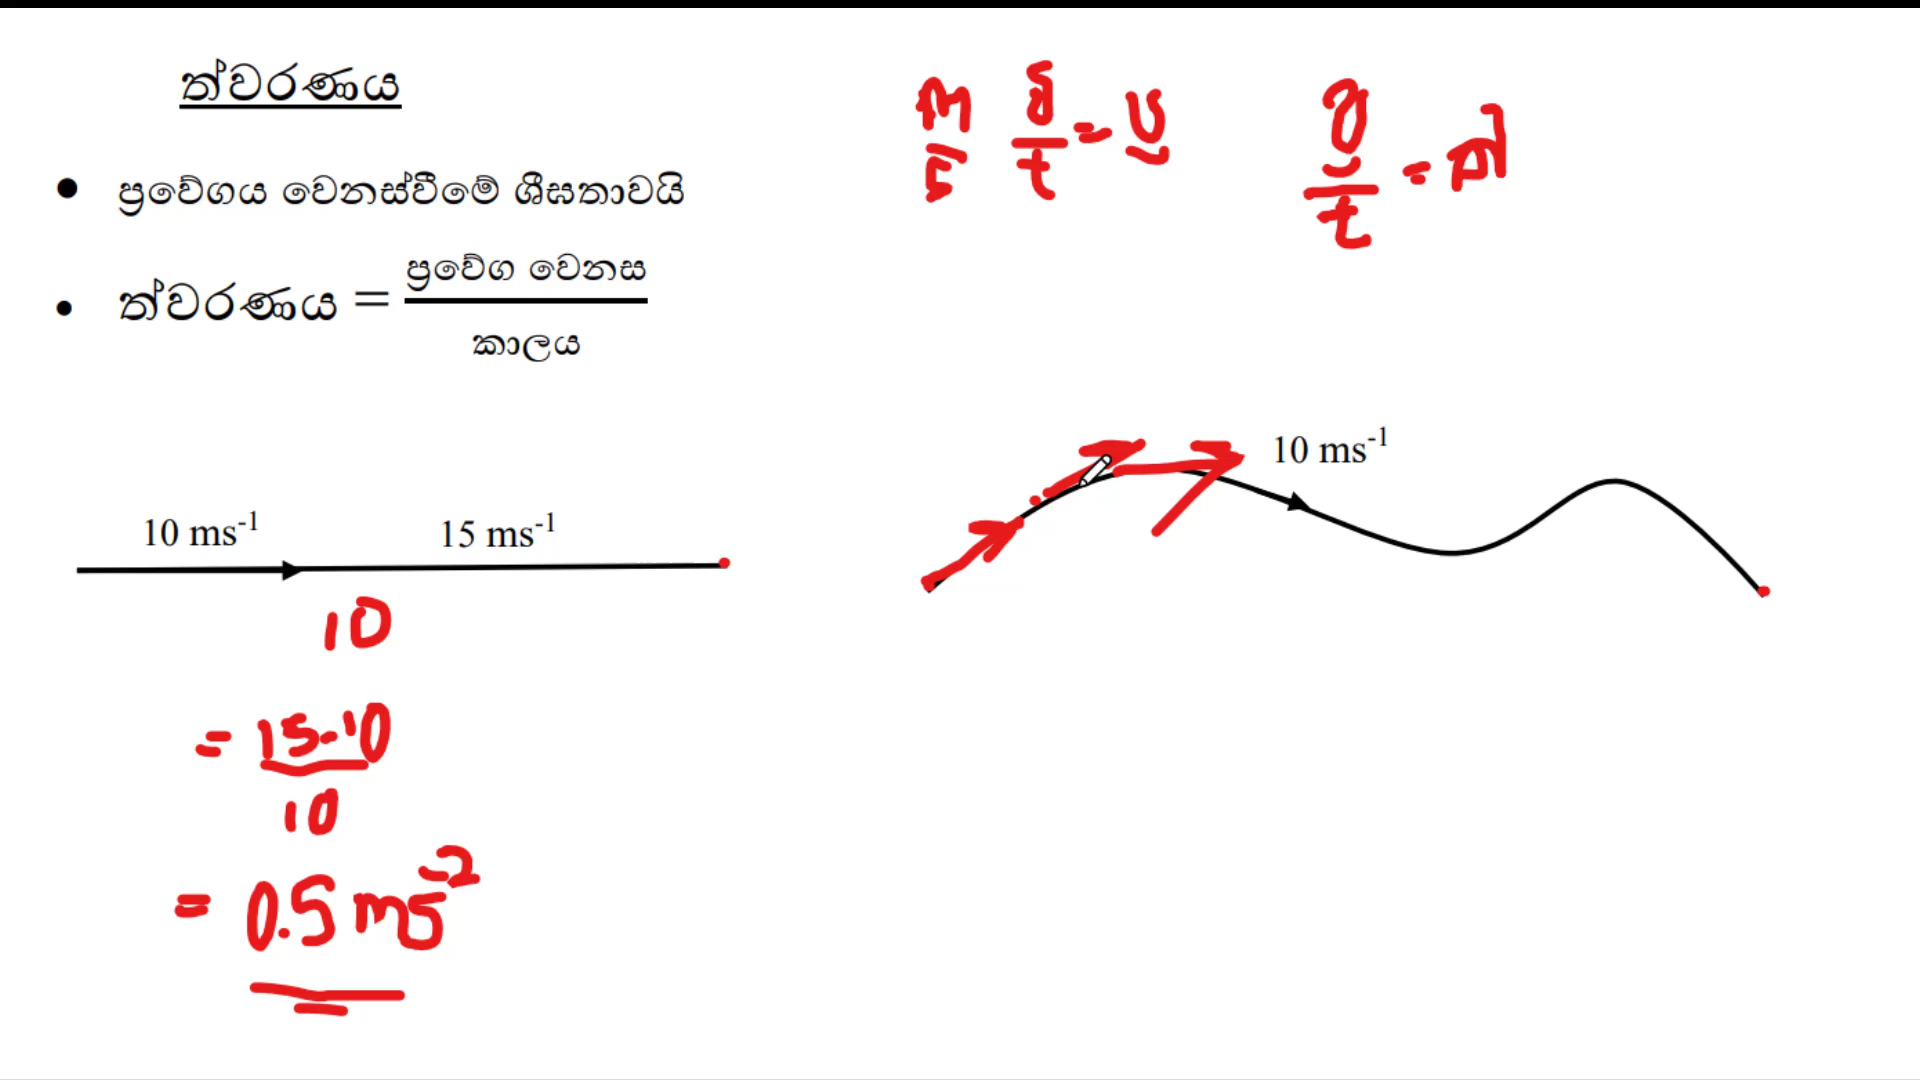 ත්වරණය
• ප්‍රවේගය වෙනස්වීමේ ශීඝතාවයි
• ත්වරණය = ප්‍රවේග වෙනස
කාලය
10 ms-1
15 ms-1
10
= 15-10
10
= 0.5 ms-2
t
=
t
=
10 ms-1